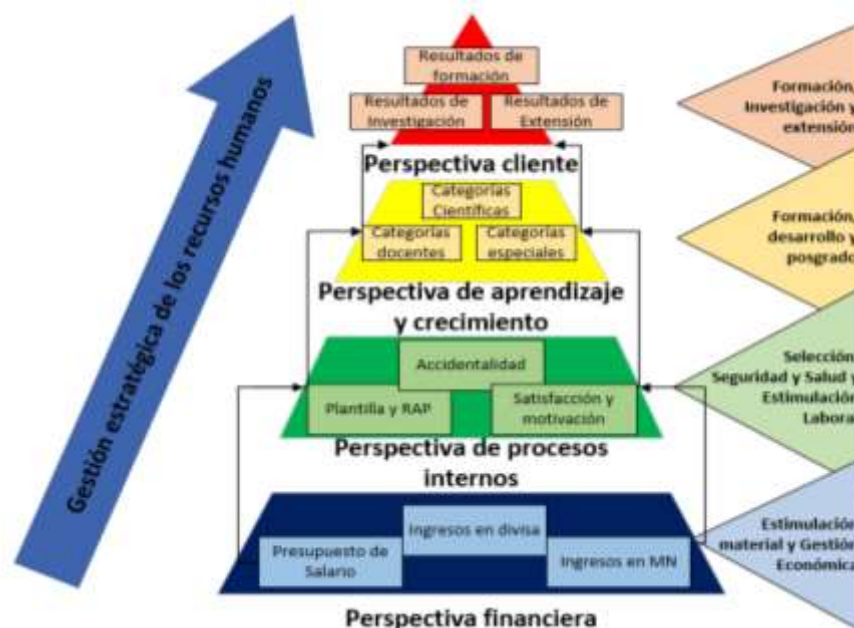 Gestión estratégica de los recursos humanos
Resultados de
formación
Resultados de
Investigación
Resultados de
Extensión
Perspectiva cliente
Categorías
Científicas
Categorías
docentes
Categorías
especiales
Perspectiva de aprendizaje
y crecimiento
Accidentalidad
Plantilla y RAP
Satisfacción y
motivación
Perspectiva de procesos
internos
Ingresos en divisa
Presupuesto de
Salario
Ingresos en MN
Perspectiva financiera
Formación,
Investigación y
extensión
Formación,
desarrollo y
posgrado
Selección,
Seguridad y Salud y
Estimulación
Labora
Estimulación
material y Gestión
Económica